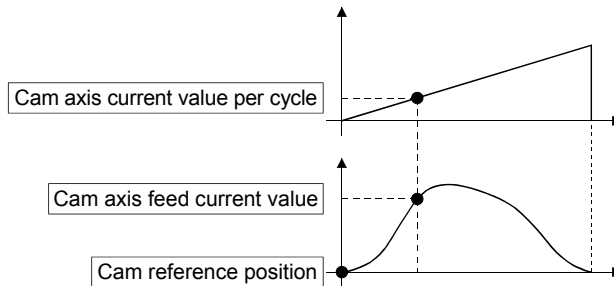 Cam axis current value per cycle
Cam axis feed current value
Cam reference position